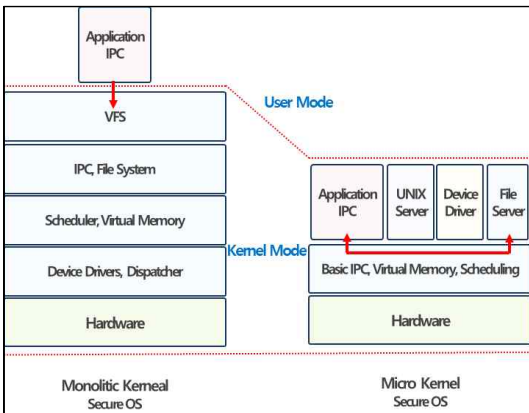 Application
IPC
VFS
User Mode
IPC, File System
Scheduler, Virtual Memory
Device Drivers, Dispatcher
Hardware
Kernel Mode
Application
IPC
UNIX
Server
Device
Driver
File
Server
Basic IPC, Virtual Memory, Scheduling
Hardware
Monolitic Kerneal
Secure OS
Micro Kernel
Secure OS